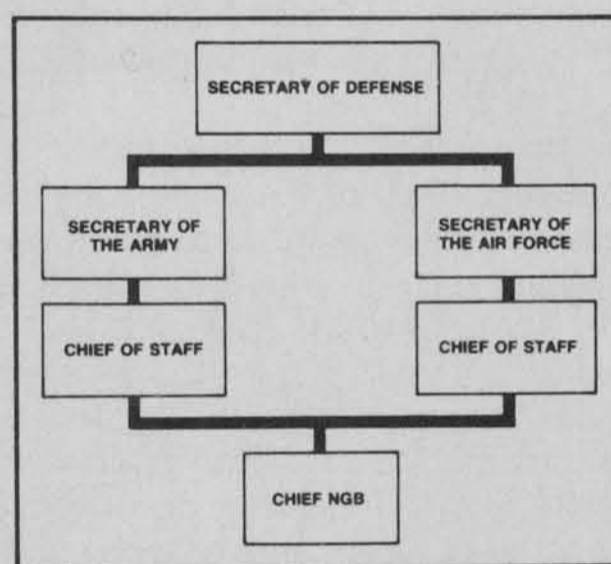 SECRETARY OF DEFENSE
SECRETARY OF
THE ARMY
SECRETARY OF
THE AIR FORCE
CHIEF OF STAFF
CHIEF OF STAFF
CHIEF NGB